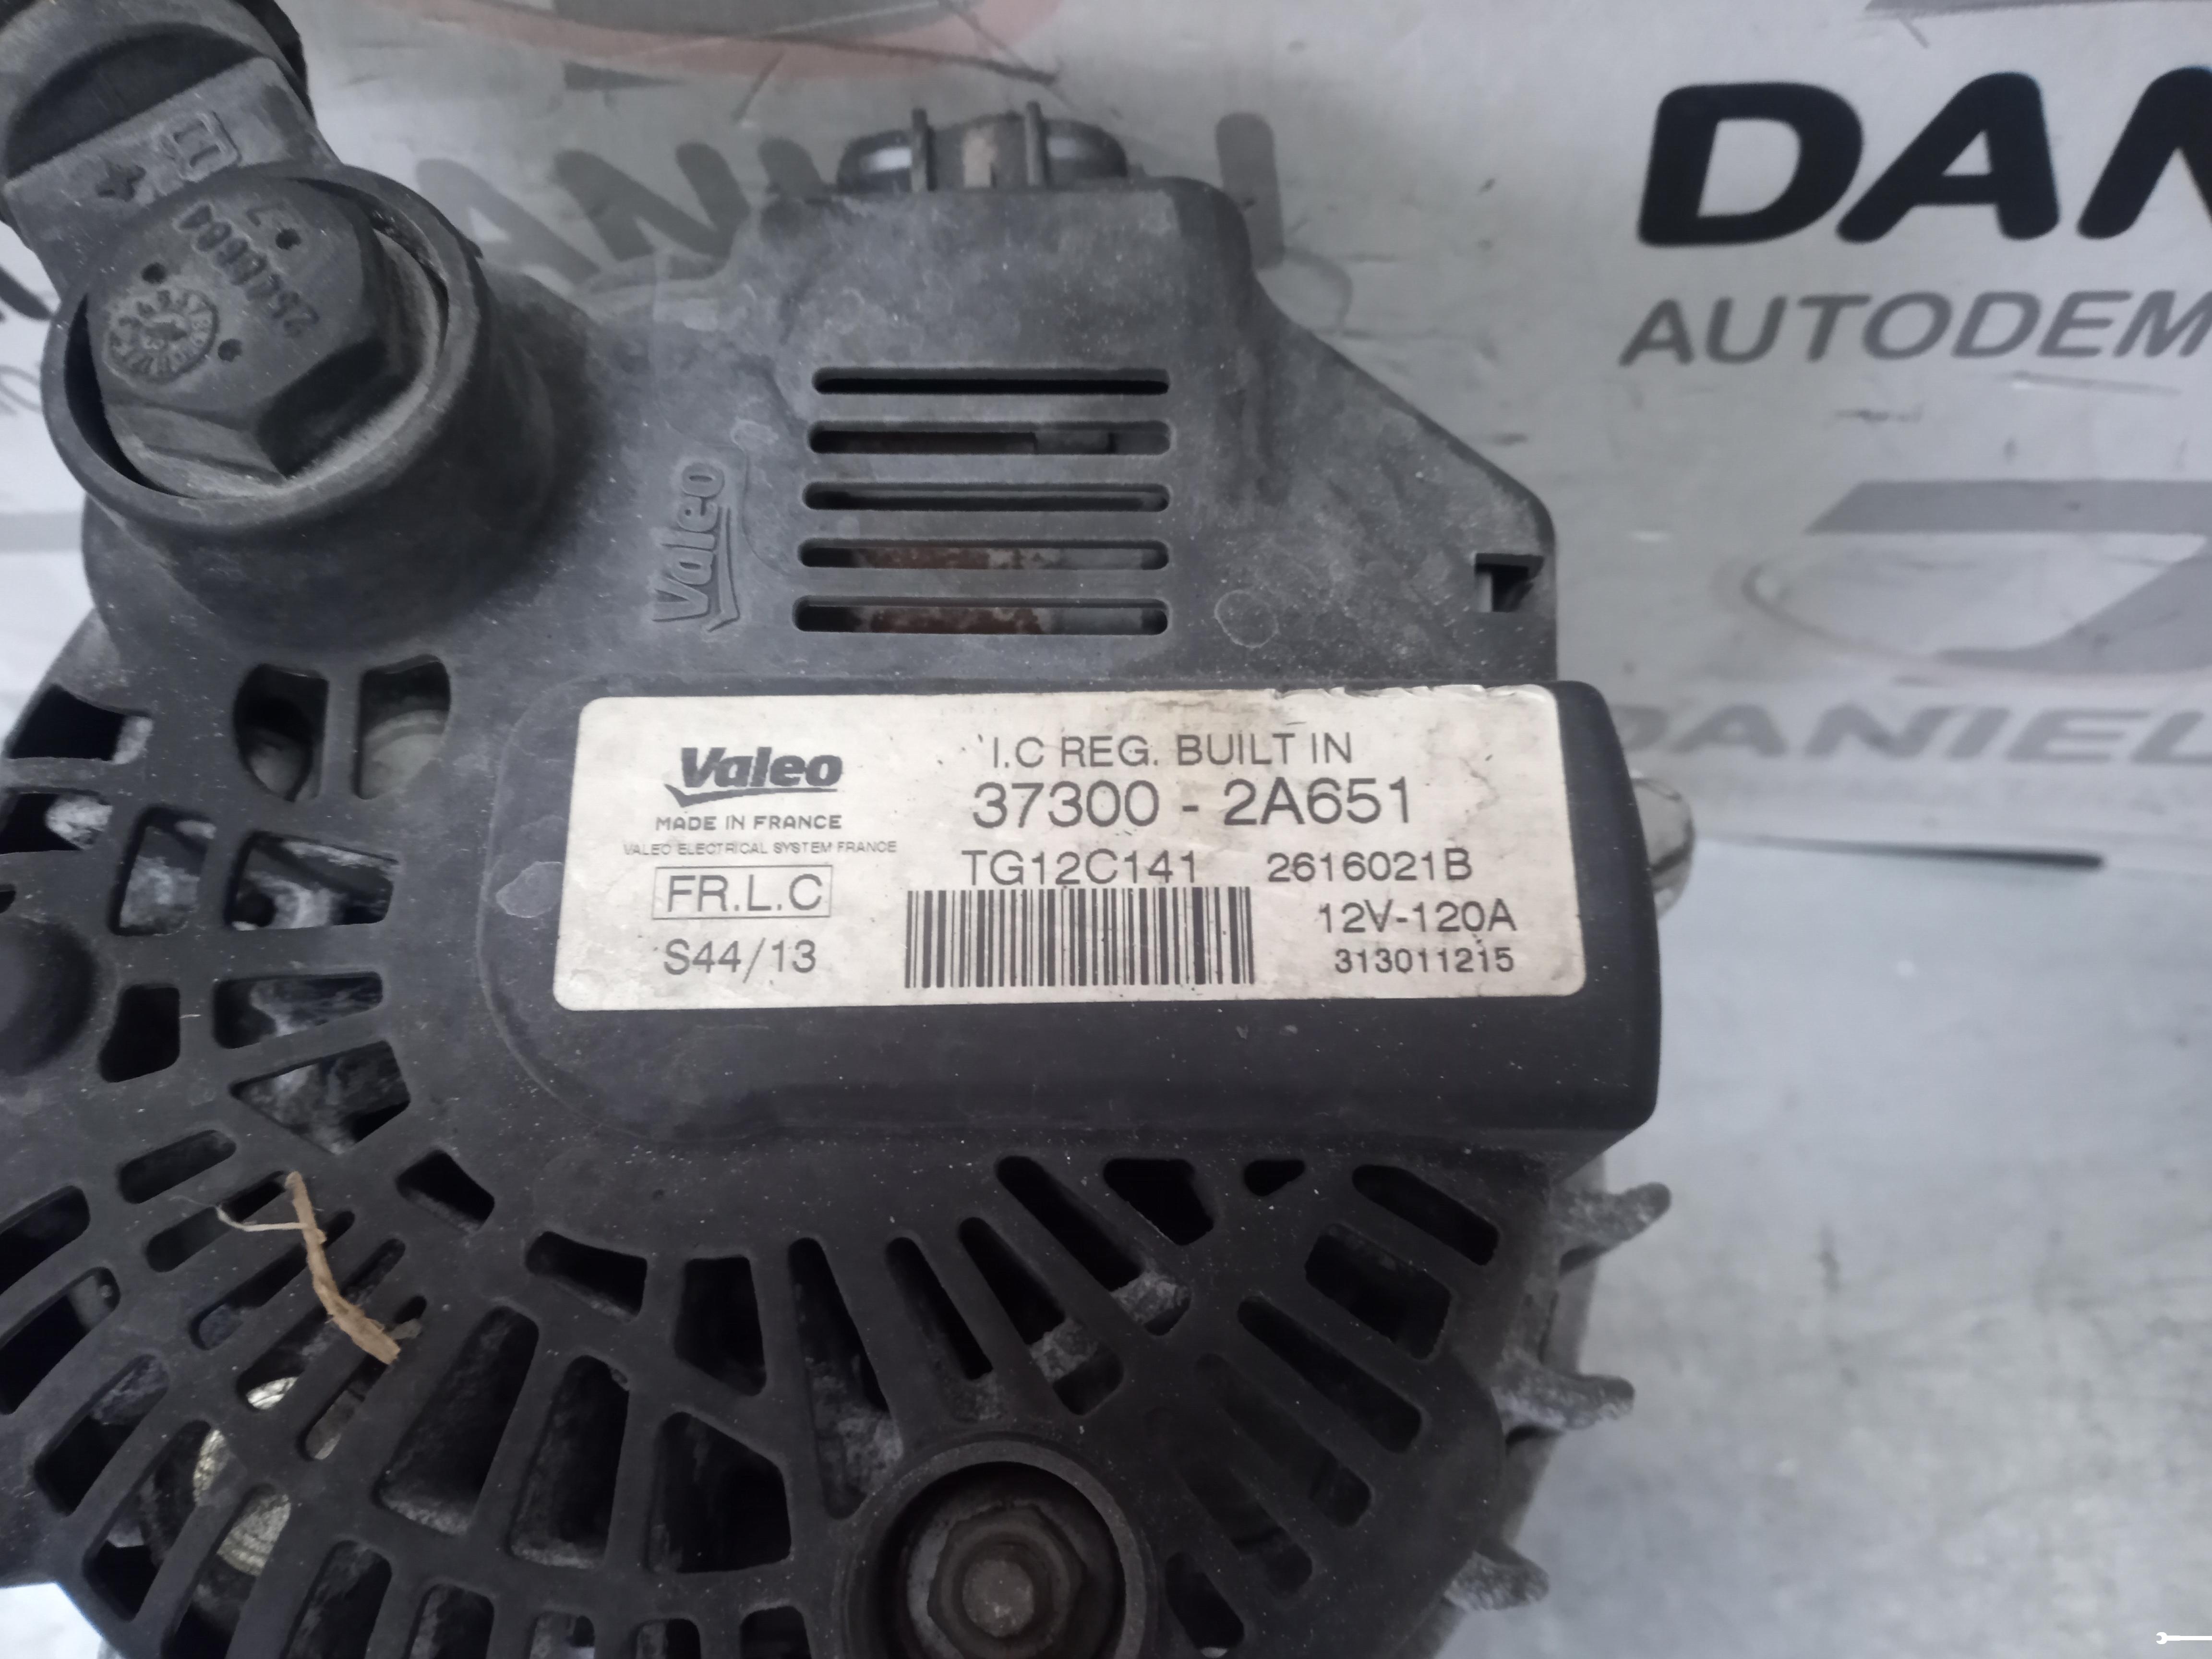 DAN
AUTODEM
DANIEL
+
Valeo
Valeo
MADE IN FRANCE
VALEO ELECTRICAL SYSTEM FRANCE
FR.L.C
S44/13
I.C REG. BUILT IN
37300 - 2A651
TG12C141 2616021B
12V-120A
313011215